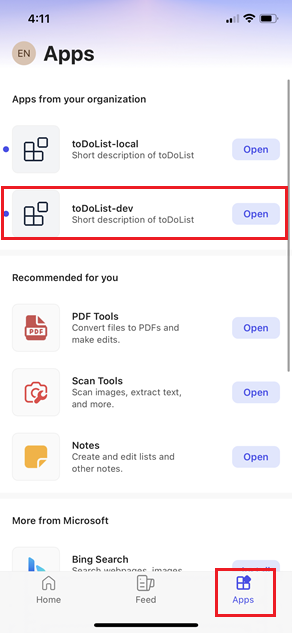 4:11
EN Apps
Apps from your organization
toDoList-local
Short description of toDoList
Open
toDoList-dev
Short description of toDoList
Open
Recommended for you
PDF Tools
Convert files to PDFs and
make edits.
PDF
Open
Scan Tools
Scan images, extract text,
and more.
Open
Notes
Create and edit lists and
other notes.
Open
More from Microsoft
Bing Search
Search webpages, images,
Home
Feed
Apps